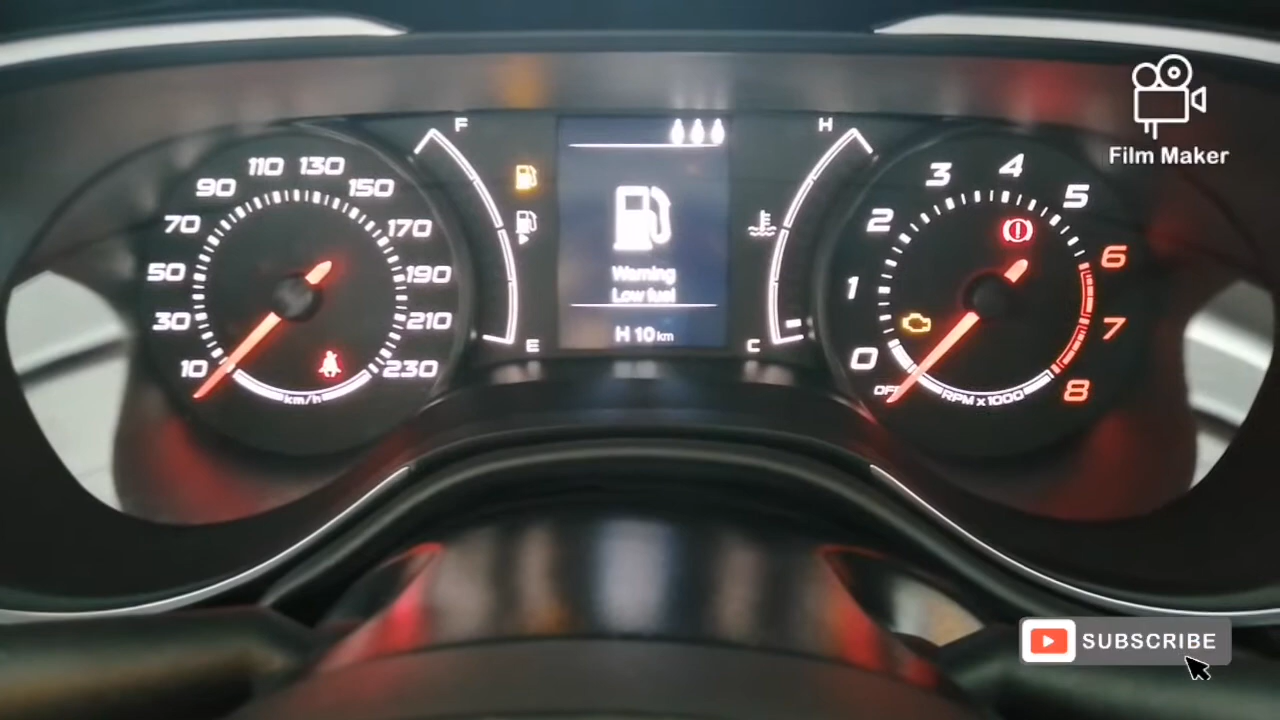 Film Maker
F
H
110 130
90
150
70
170
50
190
30
210
10
230
km/h
E
Warning
Low fuel
H 10 km
C
3
4
2
5
1
6
0
7
OFF
8
RPM x 1000
SUBSCRIBE